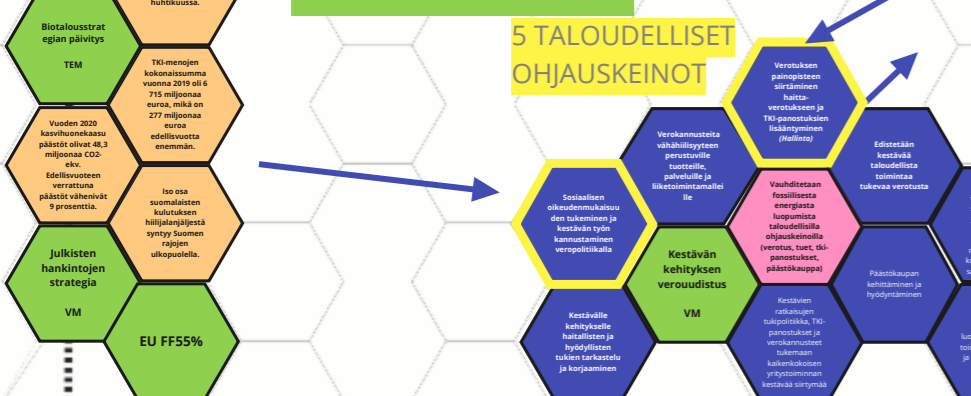 huhtikuussa.
Biotalousstrat
egian päivitys
TEM
TKI-menojen
kokonaissumma
vuonna 2019 oli 6
715 miljoonaa
euroa, mikä on
277 miljoonaa
euroa
edellisvuotta
enemmän.
Vuoden 2020
kasvihuonekaasu
päästöt olivat 48,3
miljoonaa CO2-
ekv.
Edellisvuoteen
verrattuna
päästöt vähenivät
9 prosenttia.
Iso osa
suomalaisten
kulutuksen
hiilijalanjäljestä
syntyy Suomen
rajojen
ulkopuolella.
Julkisten
hankintojen
strategia
VM
EU FF55%
5 TALOUDELLISET
OHJAUSKEINOT
Verotuksen
painopisteen
siirtäminen
haitta-
verotukseen ja
TKI-panostuksien
lisääntyminen
(Hallinto)
Verokannusteita
vähähiilisyyteen
perustuville
tuotteille,
palveluille ja
liiketoimintamallei
lle
Edistetään
kestävää
taloudellista
toimintaa
tukevaa verotusta
Sosiaalisen
oikeudenmukaisuu
den tukeminen ja
kestävän työn
kannustaminen
veropolitiikalla
Vauhditetaan
fossiilisesta
energiasta
luopumista
taloudellisilla
ohjauskeinoilla
(verotus, tuet, tki-
panostukset,
päästökauppa)
Kestävän
kehityksen
verouudistus
VM
Päästökaupan
kehittäminen ja
hyödyntäminen
Kestävälle
kehitykselle
haitallisten ja
hyödyllisten
tukien tarkastelu
ja korjaaminen
Kestävien
ratkaisujen
tukipolitiikka, TKI-
panostukset ja
verokannusteet
tukemaan
kaikenkokoisen
yritystoiminnan
kestävää siirtymää